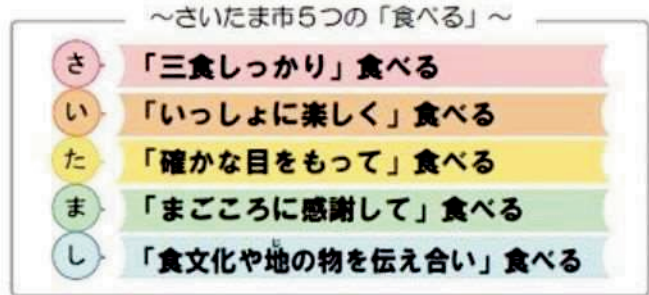 ～さいたま市５つの「食べる」～
さ 「三食しっかり」食べる
い 「いっしょに楽しく」食べる
た 「確かな目をもって」食べる
ま 「まごころに感謝して」食べる
じ
し 「食文化や地の物を伝え合い」食べる